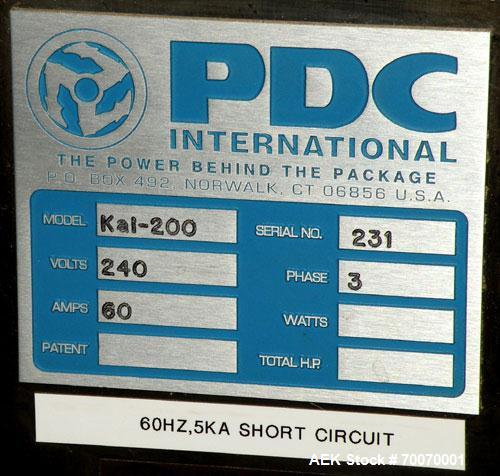 PDC
INTERNATIONAL
THE POWER BEHIND THE PACKAGE
P.O. BOX 492, NORWALK, CT 06856 U.S.A.
MODEL Kal-200 SERIAL NO. 231
VOLTS 240 PHASE 3
AMPS 60 WATTS
PATENT TOTAL H.P.
60HZ,5KA SHORT CIRCUIT
AEK Stock# 70070001